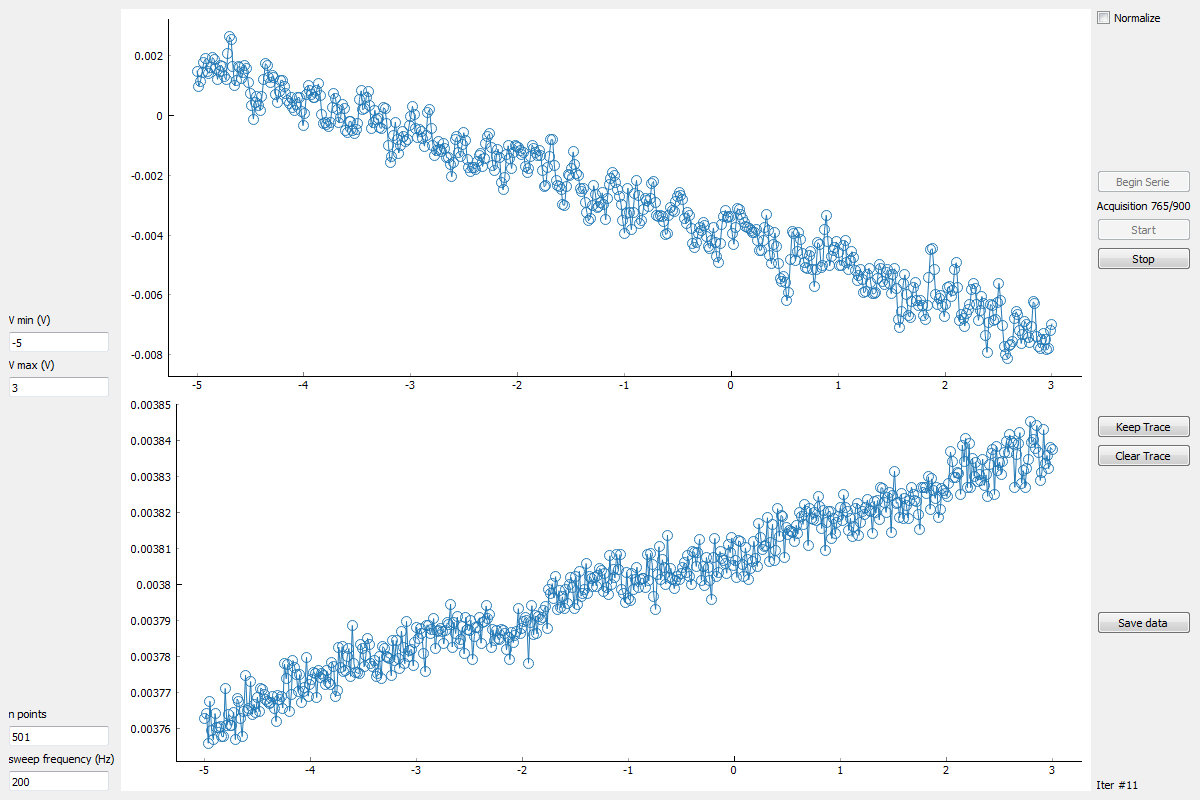 Normalize
0.002
0
-0.002
-0.004
-0.006
-0.008
-5 -4 -3 -2 -1 0 1 2 3
Begin Serie
Acquisition 765/900
Start
Stop
V min (V)
-5
V max (V)
3
0.00385
0.00384
0.00383
0.00382
0.00381
0.0038
0.00379
0.00378
0.00377
0.00376
-5 -4 -3 -2 -1 0 1 2 3
Keep Trace
Clear Trace
Save data
n points
501
sweep frequency (Hz)
200
Iter #11